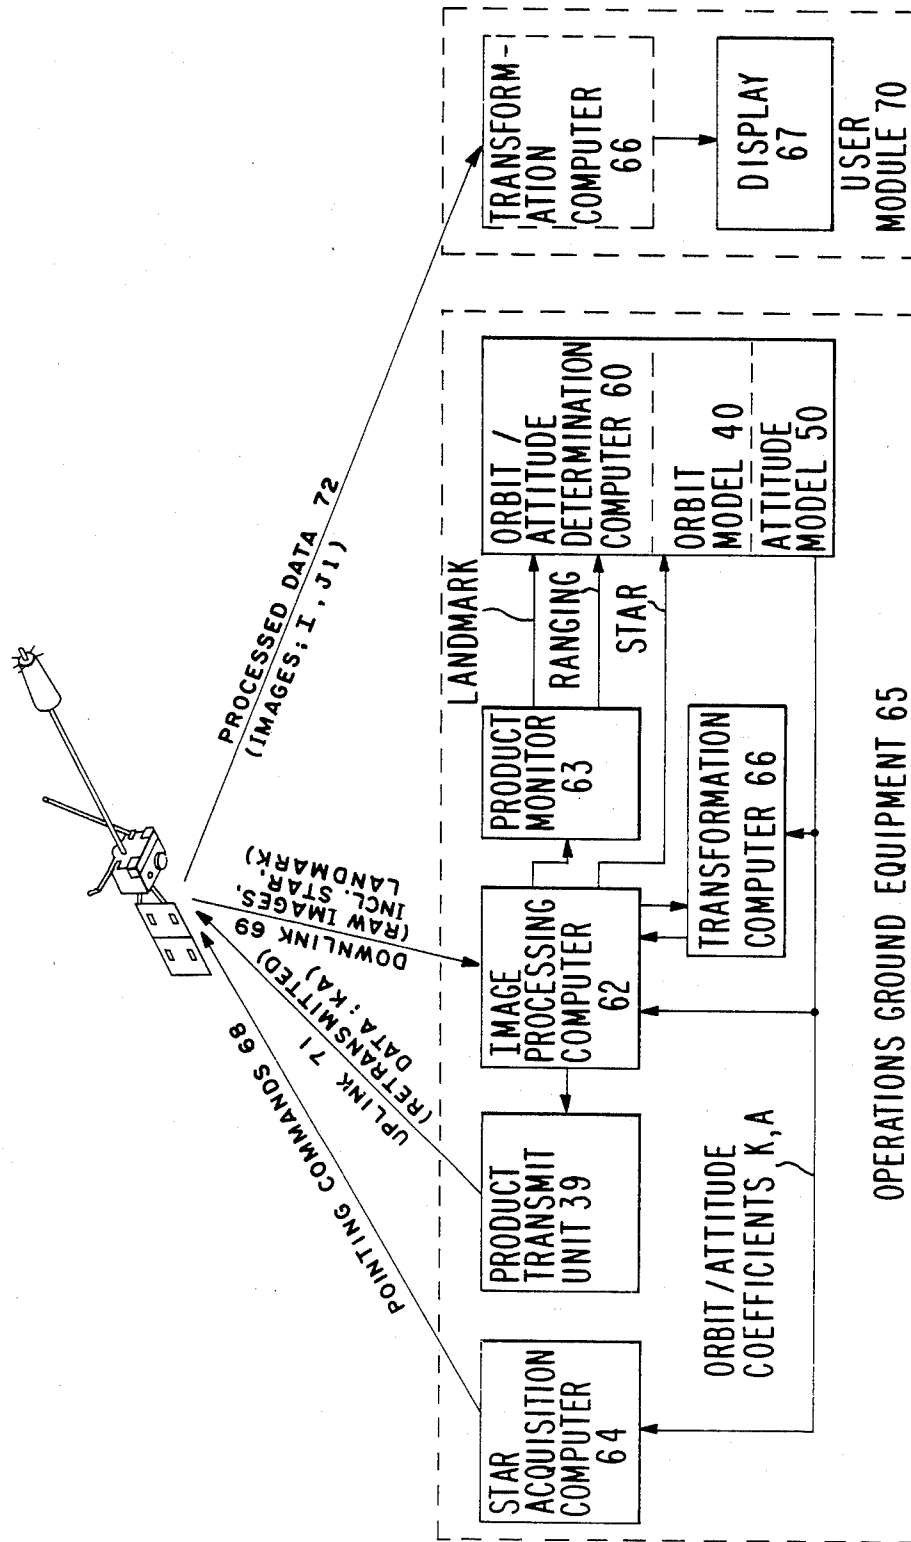 POINTING COMMANDS 68
UPLINK 71
(RETRANSMITTED)
DATA; KA)
DOWNLINK 69
(RAW IMAGES,
INCL. STAR,
LANDMARK)
PROCESSED DATA 72
(IMAGES; I, J1)
STAR
ACQUISITION
COMPUTER
64
PRODUCT
TRANSMIT
UNIT 39
IMAGE
PROCESSING
COMPUTER
62
PRODUCT
MONITOR
63
LANDMARK
RANGING
STAR
ORBIT /
ATTITUDE
DETERMINATION
COMPUTER 60
ORBIT
MODEL 40
ATTITUDE
MODEL 50
TRANSFORMATION
COMPUTER 66
ORBIT/ATTITUDE
COEFFICIENTS K,A
OPERATIONS GROUND EQUIPMENT 65
TRANSFORM-
ATION
COMPUTER
66
DISPLAY
67
USER
MODULE 70